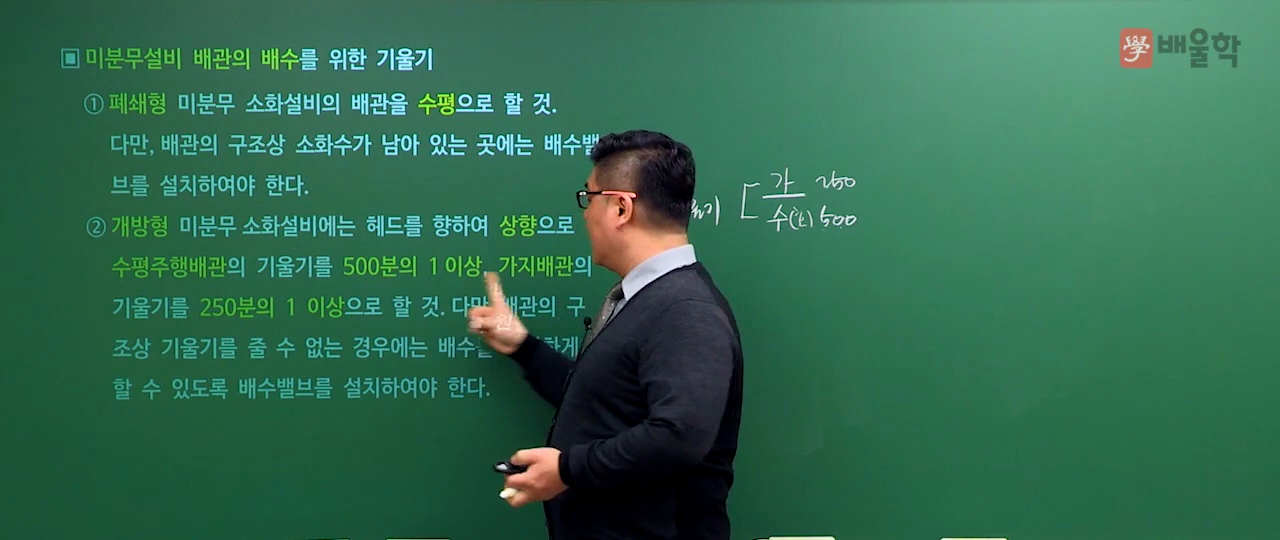 學 배울학
▣ 미분무설비 배관의 배수를 위한 기울기
① 폐쇄형 미분무 소화설비의 배관을 수평으로 할 것.
다만, 배관의 구조상 소화수가 남아 있는 곳에는 배수밸
브를 설치하여야 한다.
② 개방형 미분무 소화설비에는 헤드를 향하여 상향으로
수평주행배관의 기울기를 500분의 1 이상, 가지배관의
기울기를 250분의 1 이상으로 할 것. 다만 배관의 구
조상 기울기를 줄 수 없는 경우에는 배수를 하게
할 수 있도록 배수밸브를 설치하여야 한다.
가 250
수 500